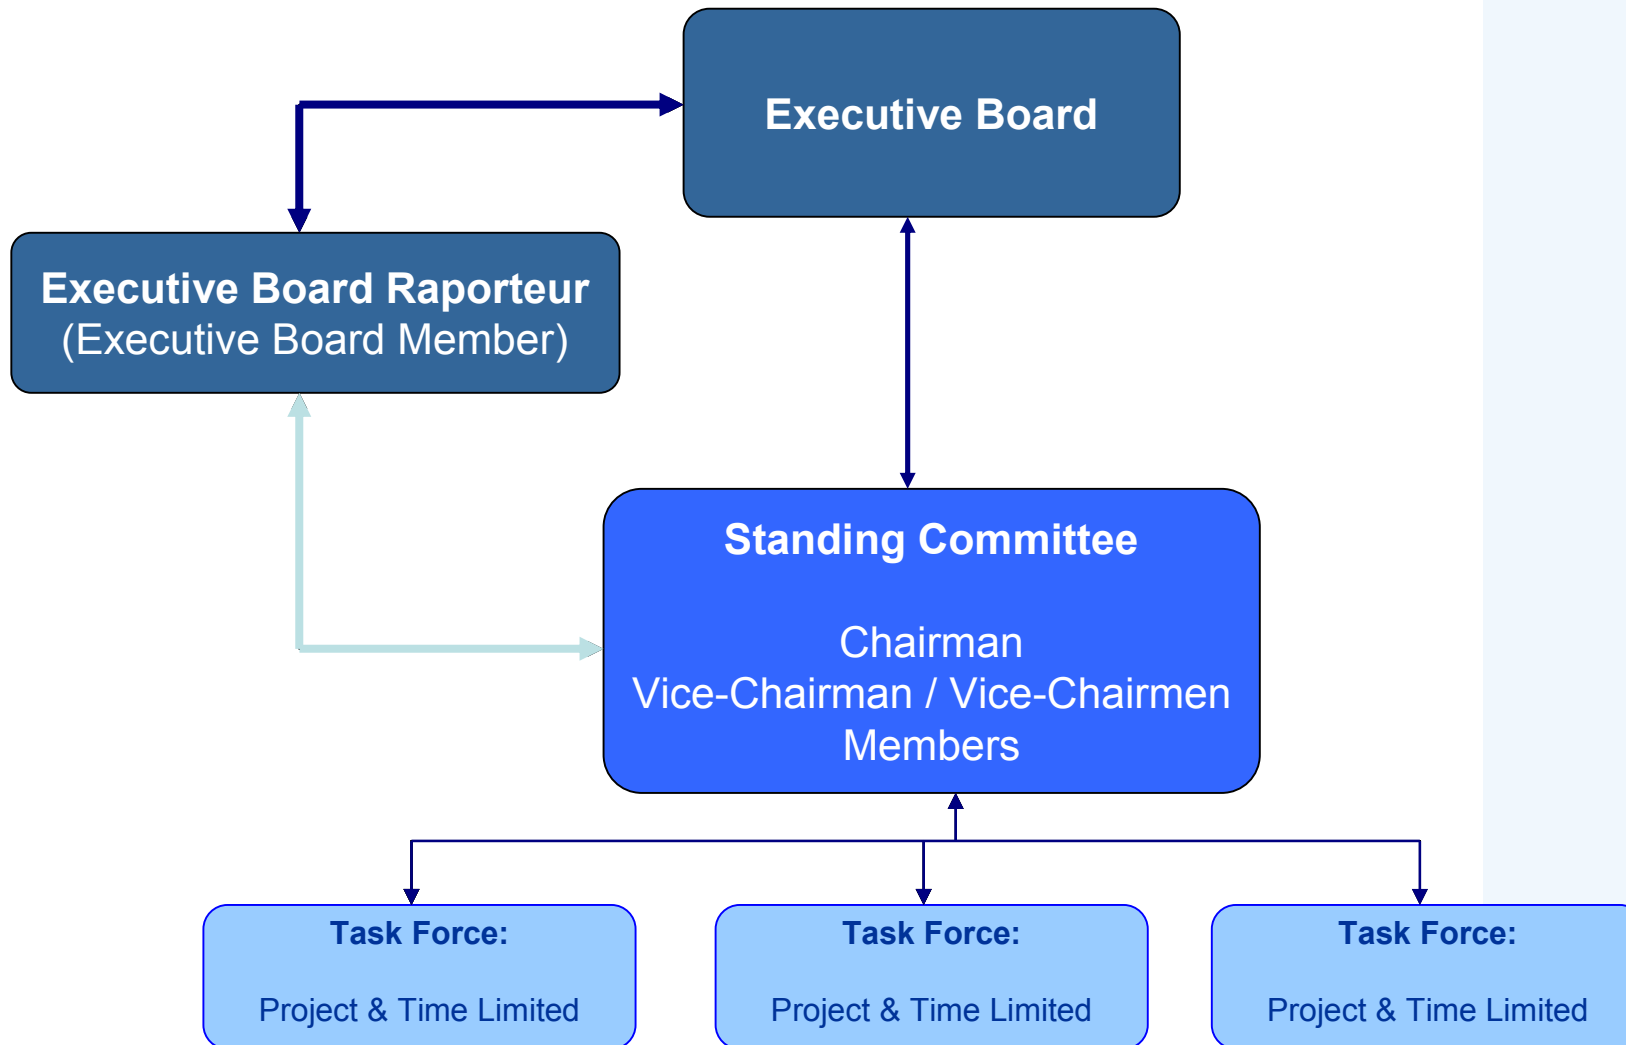 Executive Board
Executive Board Raporteur
(Executive Board Member)
Standing Committee
Chairman
Vice-Chairman / Vice-Chairmen
Members
Task Force:
Project & Time Limited
Task Force:
Project & Time Limited
Task Force:
Project & Time Limited